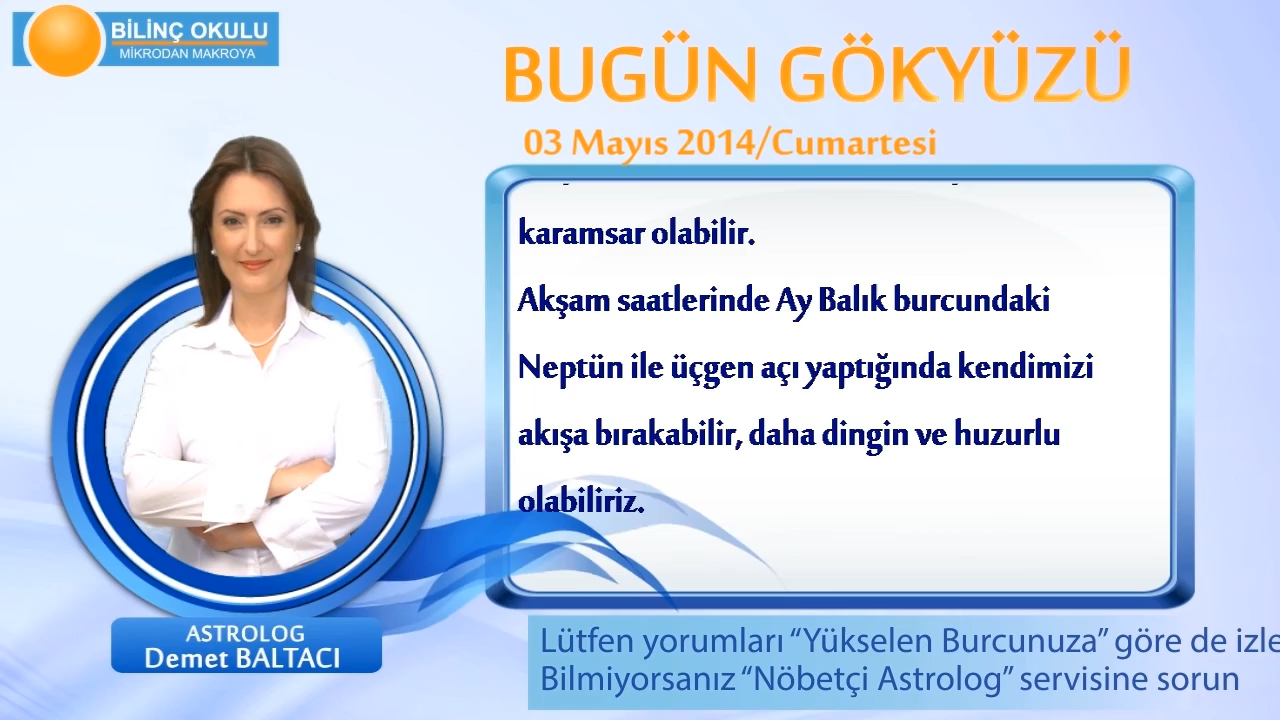 BİLİNÇ OKULU
MİKRODAN MAKROYA
BUGÜN GÖKYÜZÜ
03 Mayıs 2014/Cumartesi
karamsar olabilir.
Akşam saatlerinde Ay Balık burcundaki
Neptün ile üçgen açı yaptığında kendimizi
akışa bırakabilir, daha dingin ve huzurlu
olabiliriz.
ASTROLOG
Demet BALTACI
Lütfen yorumları “Yükselen Burcunuza” göre de izle
Bilmiyorsanız “Nöbetçi Astrolog” servisine sorun